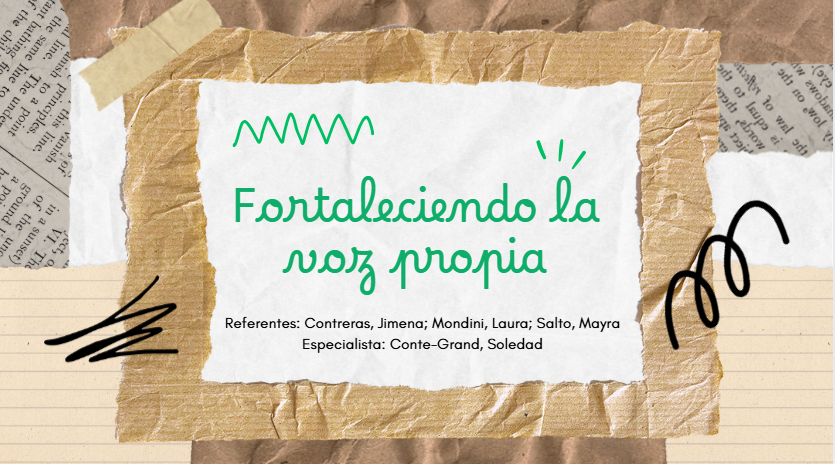 Fortaleciendo la
voz propia
Referentes: Contreras, Jimena; Mondini, Laura; Salto, Mayra
Especialista: Conte-Grand, Soledad